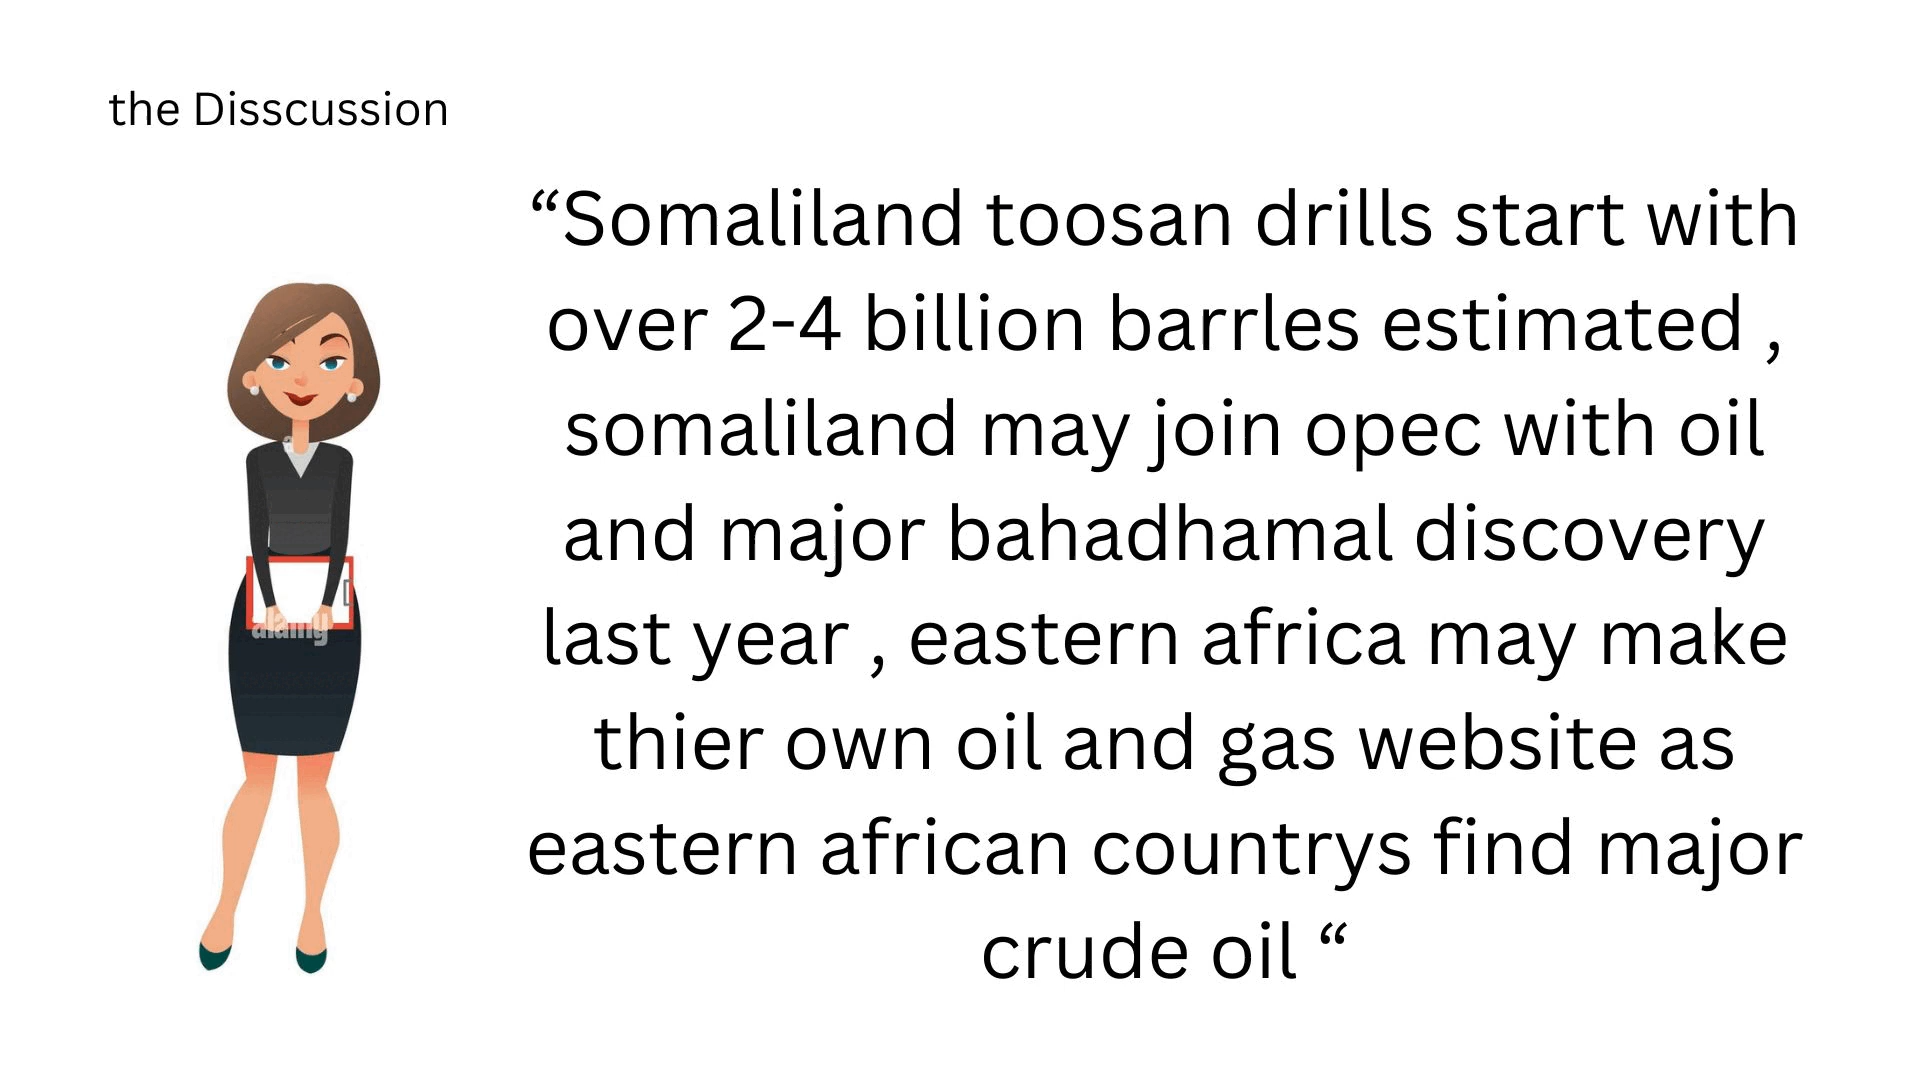 the Disscussion
“Somaliland toosan drills start with
over 2-4 billion barrles estimated ,
somaliland may join opec with oil
and major bahadhamal discovery
last year , eastern africa may make
thier own oil and gas website as
eastern african countrys find major
crude oil “
a
alamy